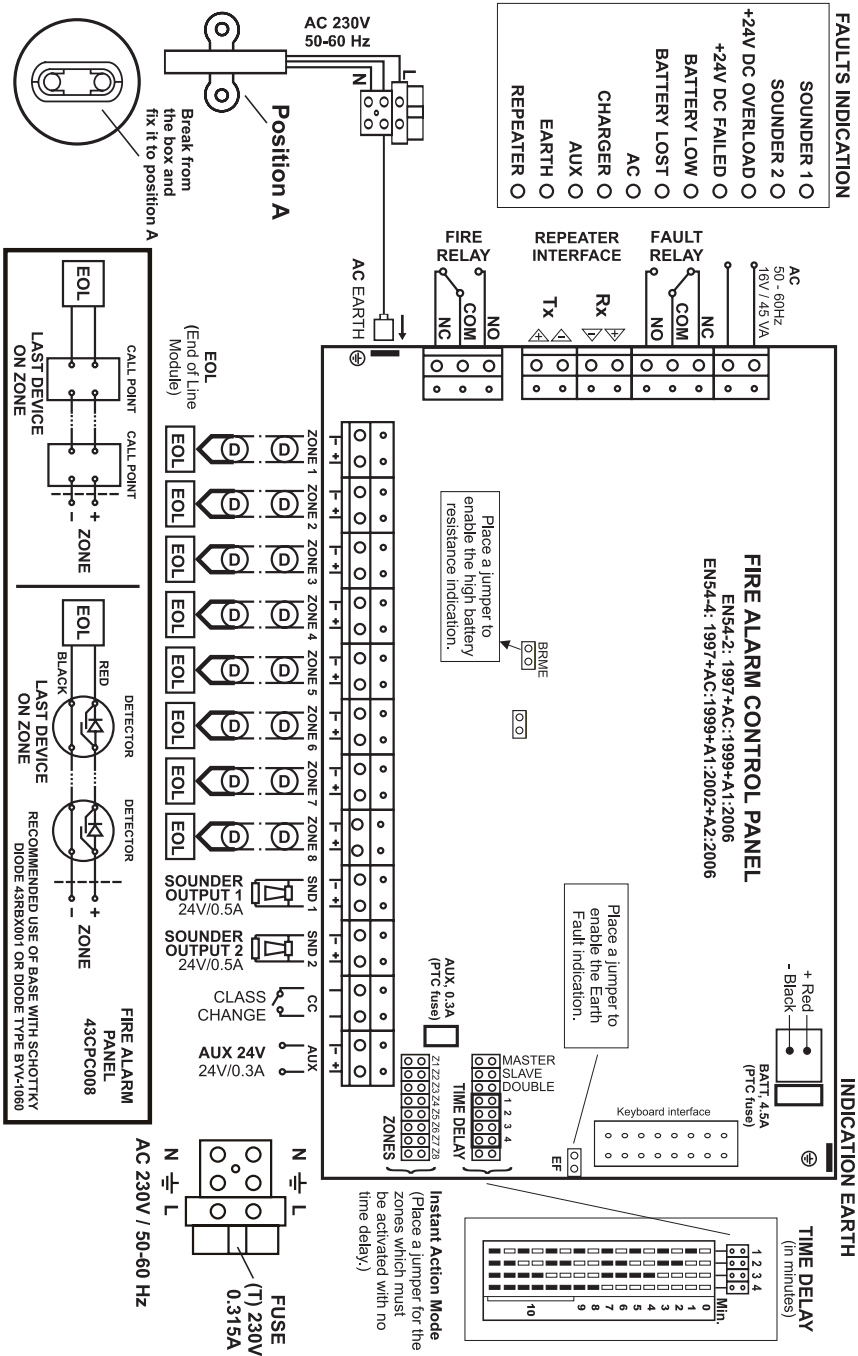 FAULTS INDICATION
SOUNDER 1
SOUNDER 2
+24V DC OVERLOAD
+24V DC FAILED
BATTERY LOW
BATTERY LOST
AC
CHARGER
AUX
EARTH
REPEATER
AC 230V
50-60 Hz
N
L
Position A
Break from
the box and
fix it to position A
AC
50 - 60Hz
16V / 45 VA
FAULT
RELAY
NC
COM
NO
REPEATER
INTERFACE
Rx
+
-
Tx
-
+
FIRE
RELAY
NO
COM
NC
AC EARTH
FIRE ALARM CONTROL PANEL
EN54-2: 1997+AC:1999+A1:2006
EN54-4: 1997+AC:1999+A1:2002+A2:2006
Place a jumper to
enable the high battery
resistance indication.
BRME
Place a jumper to
enable the Earth
Fault indication.
EF
+ Red
- Black
BATT, 4.5A
(PTC fuse)
INDICATION EARTH
Keyboard interface
AUX, 0.3A
(PTC fuse)
MASTER
SLAVE
DOUBLE
1
2
3
4
TIME DELAY
Z1 Z2 Z3 Z4 Z5 Z6 Z7 Z8
ZONES
EOL
(End of Line
Module)
ZONE 1
- +
D
D
EOL
ZONE 2
- +
D
D
EOL
ZONE 3
- +
D
D
EOL
ZONE 4
- +
D
D
EOL
ZONE 5
- +
D
D
EOL
ZONE 6
- +
D
D
EOL
ZONE 7
- +
D
D
EOL
ZONE 8
- +
D
D
EOL
SND 1
- +
SOUNDER
OUTPUT 1
24V/0.5A
SND 2
- +
SOUNDER
OUTPUT 2
24V/0.5A
CC
CLASS
CHANGE
AUX
- +
AUX 24V
24V/0.3A
TIME DELAY
(in minutes)
1 2 3 4
Min.
0
1
2
3
4
5
6
7
8
9
10
Instant Action Mode
(Place a jumper for the
zones which must
be activated with no
time delay.)
EOL
CALL POINT
CALL POINT
+
-
ZONE
LAST DEVICE
ON ZONE
EOL
RED
BLACK
DETECTOR
DETECTOR
+
-
ZONE
LAST DEVICE
ON ZONE
RECOMMENDED USE OF BASE WITH SCHOTTKY
DIODE 43RBX001 OR DIODE TYPE BYV-1060
FIRE ALARM
PANEL
43CPC008
N L
N L
AC 230V / 50-60 Hz
FUSE
(T) 230V
0.315A